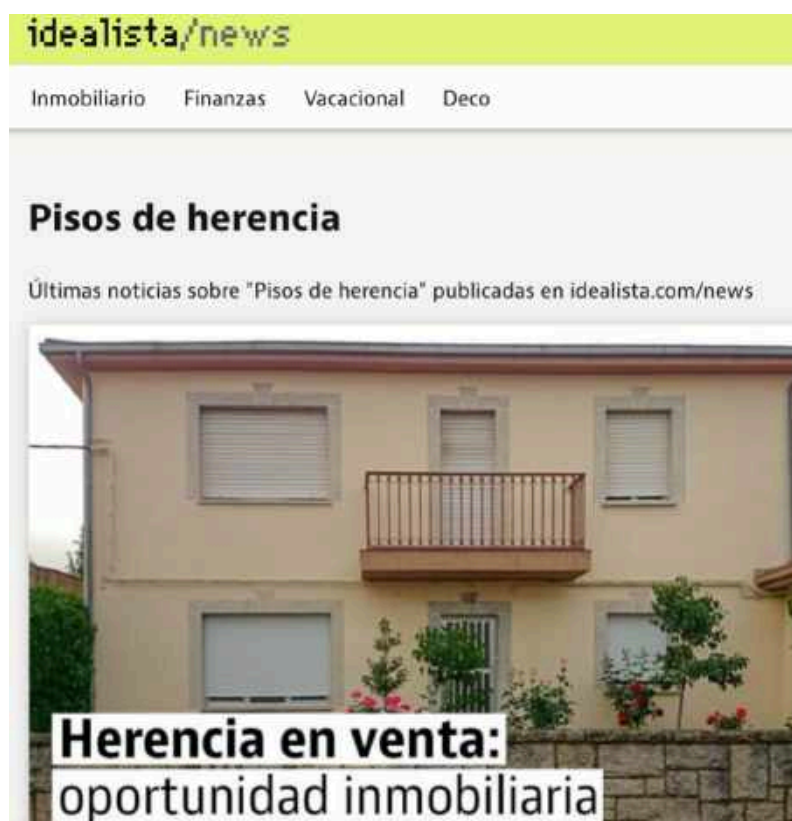 idealista/news
Inmobiliario Finanzas Vacacional Deco
Pisos de herencia
Últimas noticias sobre "Pisos de herencia" publicadas en idealista.com/news
Herencia en venta:
oportunidad inmobiliaria